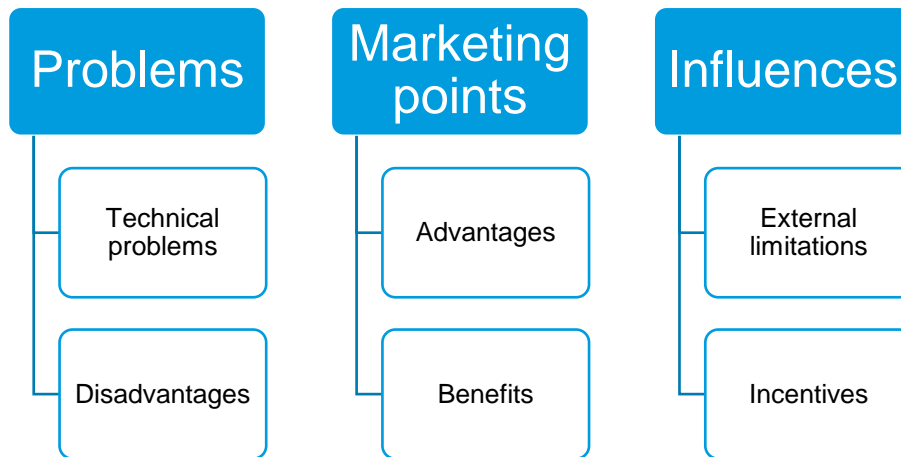 Problems
Technical
problems
Disadvantages
Marketing
points
Advantages
Benefits
Influences
External
limitations
Incentives